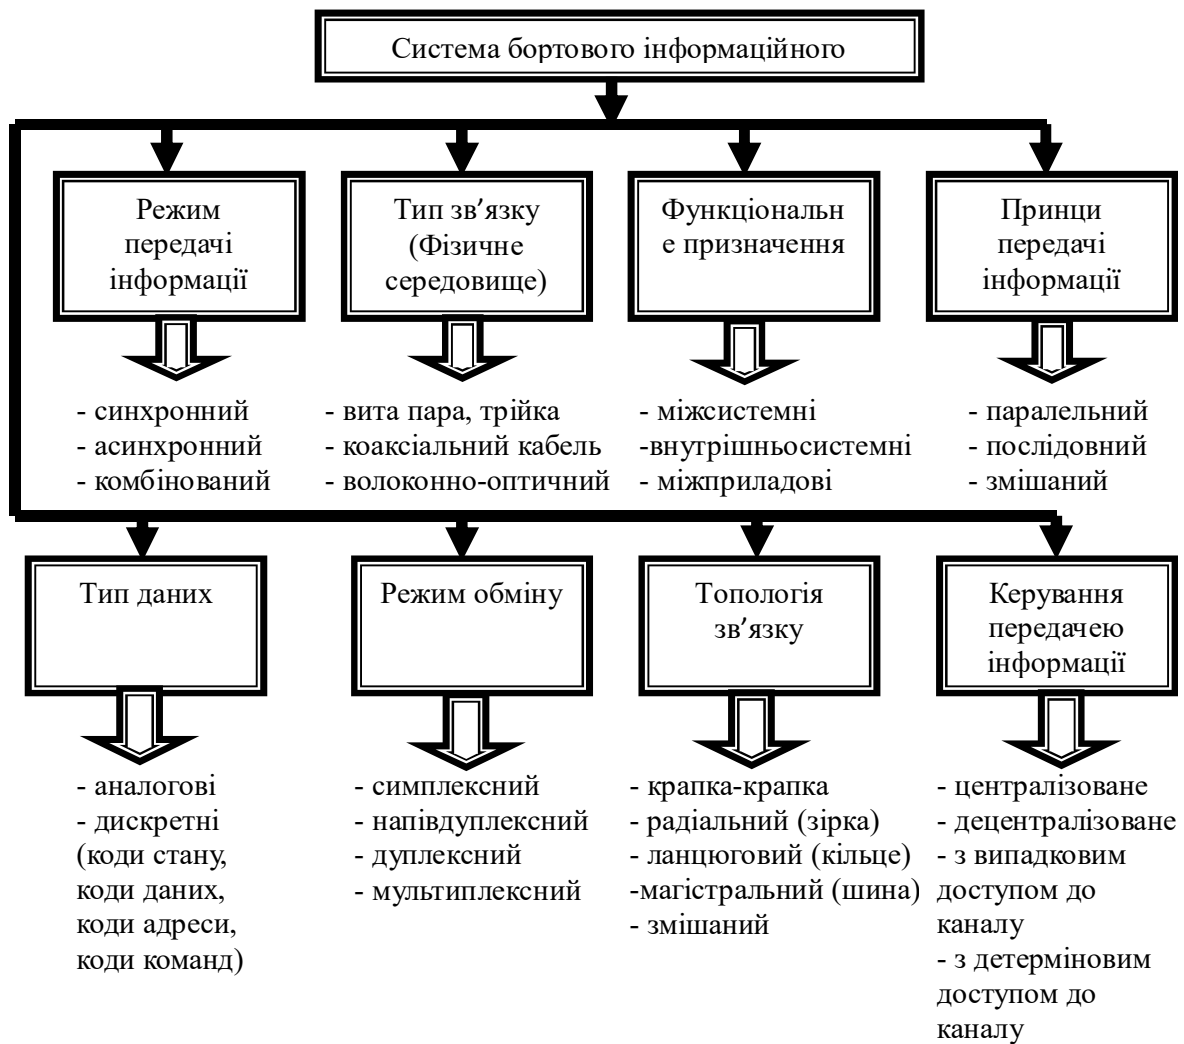 Система бортового інформаційного
Режим
передачі
інформації
Тип зв′язку
(Фізичне
середовище)
Функціональн
е призначення
Принци
передачі
інформації
- синхронний
- асинхронний
- комбінований
- вита пара, трійка
- коаксіальний кабель
- волоконно-оптичний
- міжсистемні
-внутрішньосистемні
- міжприладові
- паралельний
- послідовний
- змішаний
Тип даних
Режим обміну
Топологія
зв′язку
Керування
передачею
інформації
- аналогові
- дискретні
(коди стану,
коди даних,
коди адреси,
коди команд)
- симплексний
- напівдуплексний
- дуплексний
- мультиплексний
- крапка-крапка
- радіальний (зірка)
- ланцюговий (кільце)
-магістральний (шина)
- змішаний
- централізоване
- децентралізоване
- з випадковим
доступом до
каналу
- з детерміновим
доступом до
каналу